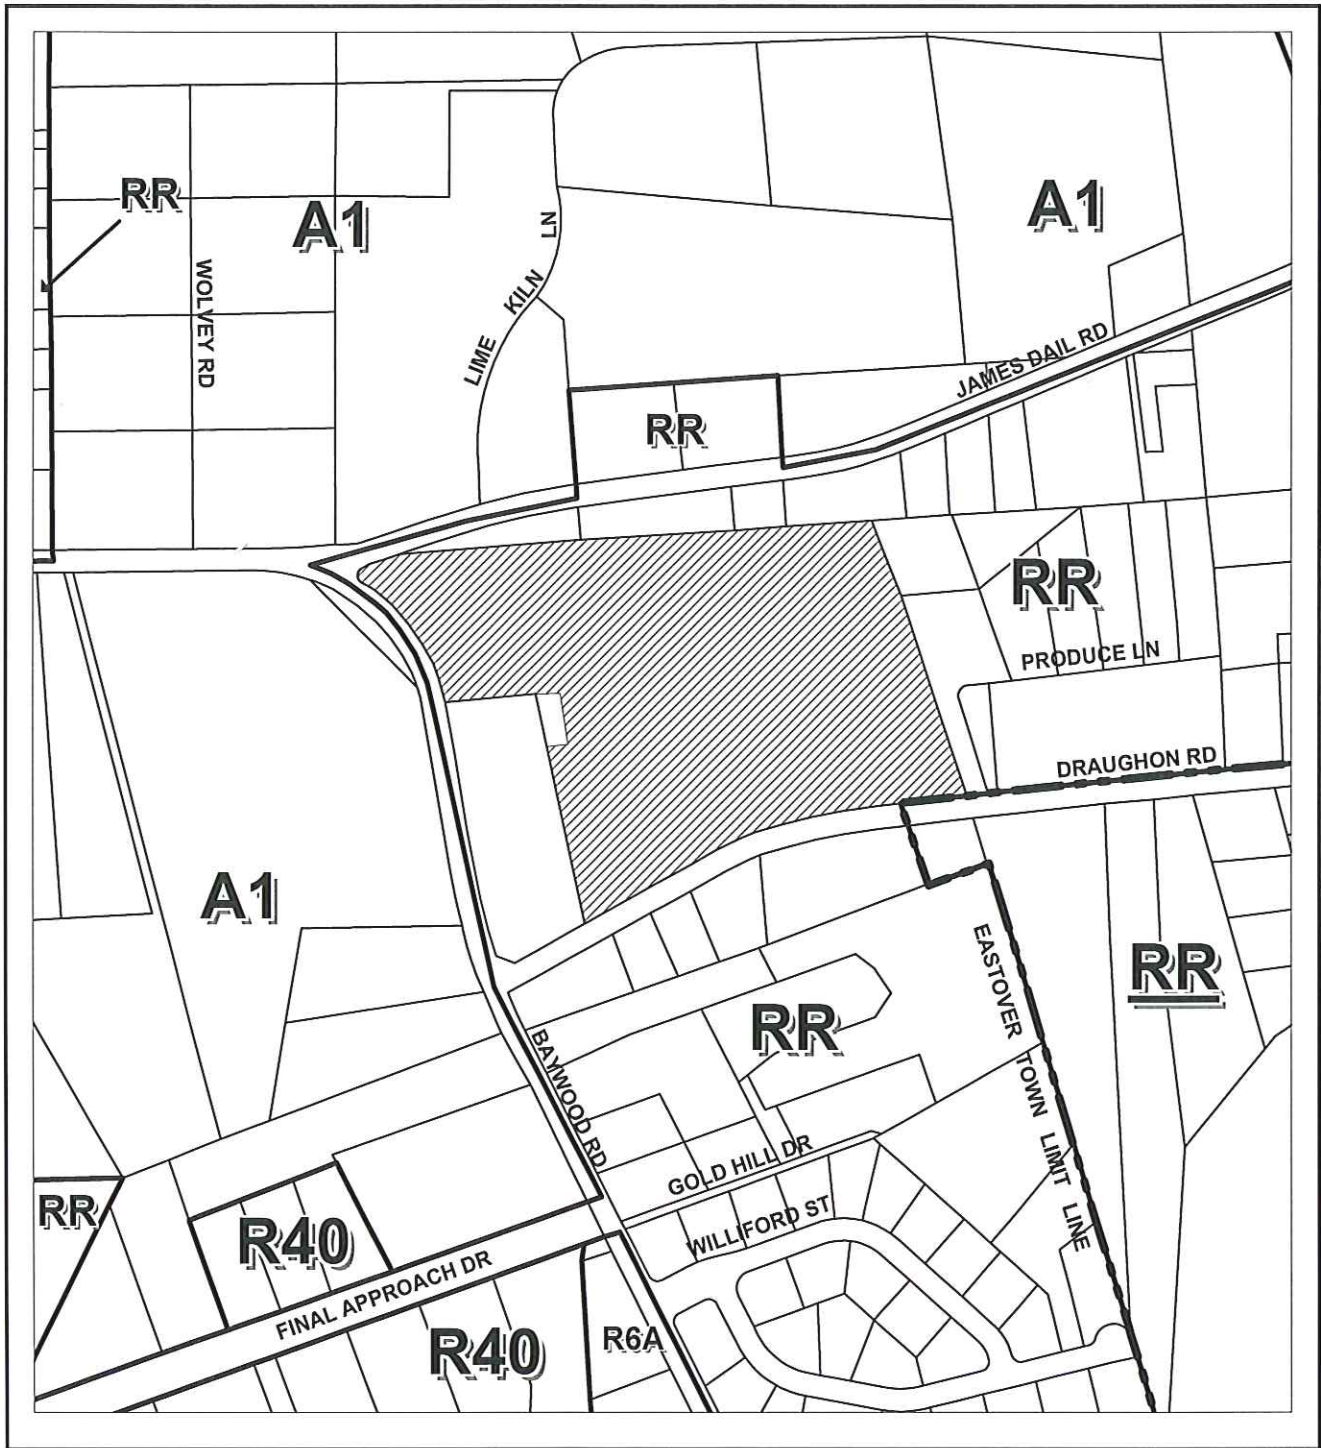 RR
A1
A1
WOLVEY RD
LIME KILN LN
JAMES DAIL RD
RR
RR
PRODUCE LN
DRAUGHON RD
A1
EASTOVER TOWN LIMIT LINE
RR
RR
BAYWOOD RD
GOLD HILL DR
WILLIFORD ST
RR
R40
FINAL APPROACH DR
R40
R6A